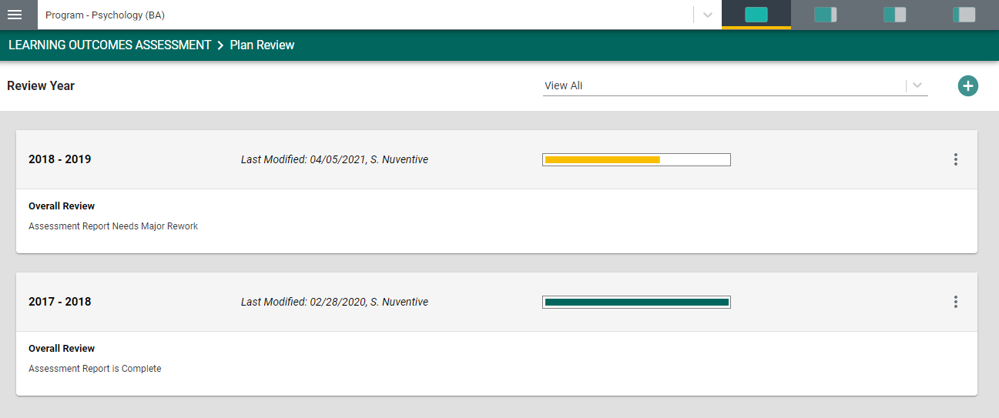 Program - Psychology (BA)
LEARNING OUTCOMES ASSESSMENT > Plan Review
Review Year
View All
2018 - 2019
Last Modified: 04/05/2021, S. Nuventive
Overall Review
Assessment Report Needs Major Rework
2017 - 2018
Last Modified: 02/28/2020, S. Nuventive
Overall Review
Assessment Report is Complete